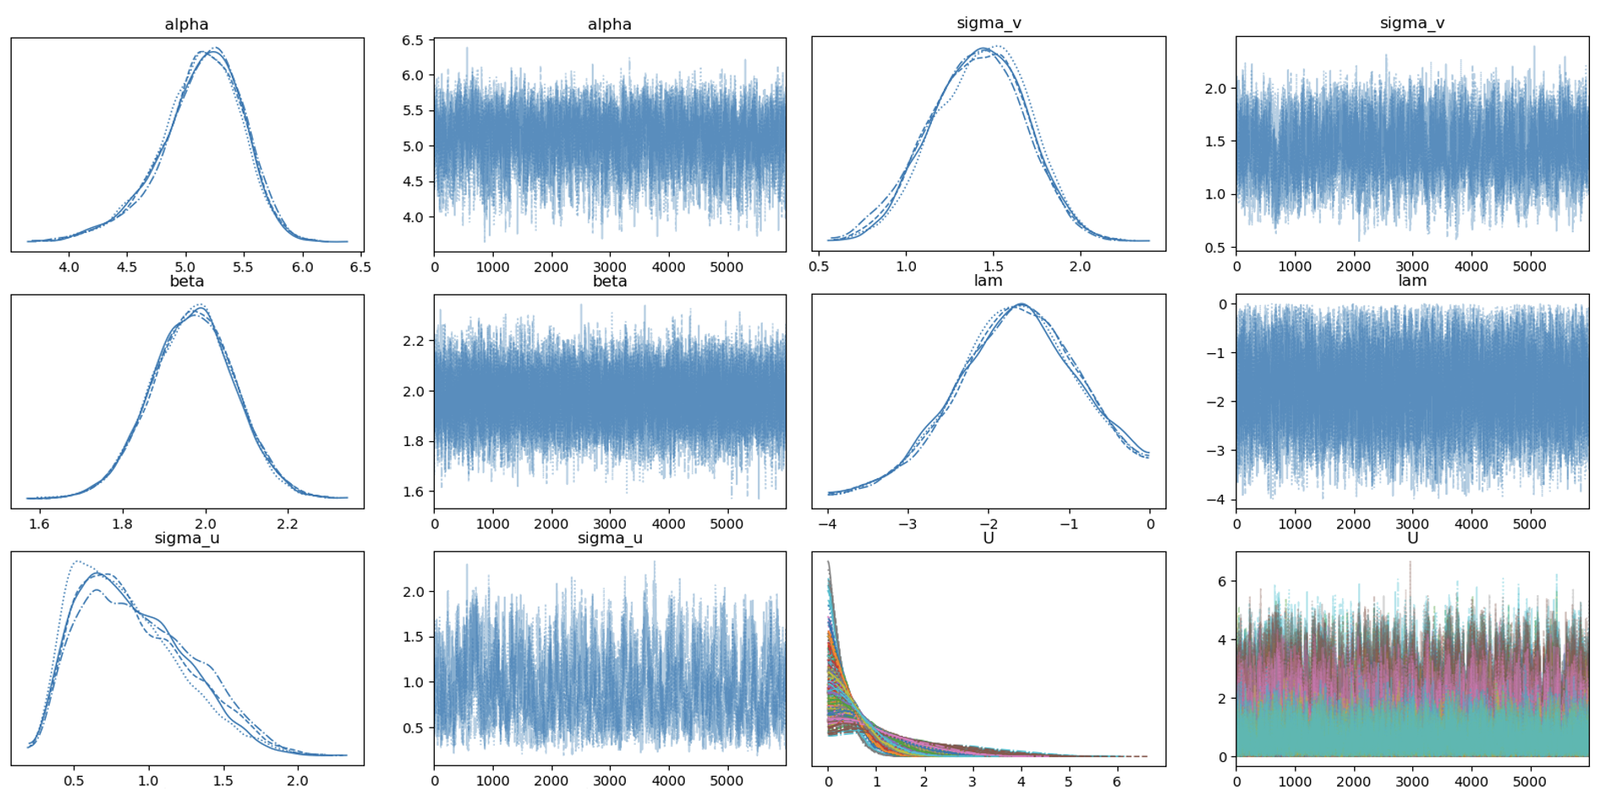 alpha
alpha
sigma_v
sigma_v
6.5
6.0
5.5
5.0
4.5
4.0
2.0
1.5
1.0
0.5
4.0 4.5 5.0 5.5 6.0 6.5
0 1000 2000 3000 4000 5000
0.5 1.0 1.5 2.0
0 1000 2000 3000 4000 5000
beta
beta
lam
lam
2.2
2.0
1.8
1.6
0
−1
−2
−3
−4
1.6 1.8 2.0 2.2
0 1000 2000 3000 4000 5000
−4 −3 −2 −1 0
0 1000 2000 3000 4000 5000
sigma_u
sigma_u
U
U
2.0
1.5
1.0
0.5
6
4
2
0
0.5 1.0 1.5 2.0
0 1000 2000 3000 4000 5000
0 1 2 3 4 5 6
0 1000 2000 3000 4000 5000